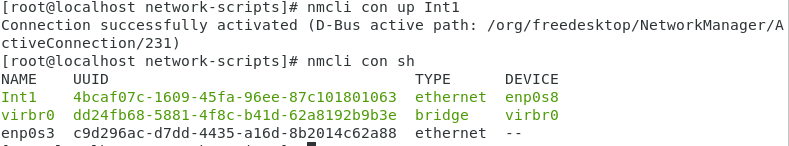 [root@localhost network-scripts]# nmcli con up Int1
Connection successfully activated (D-Bus active path: /org/freedesktop/NetworkManager/A
ctiveConnection/231)
[root@localhost network-scripts]# nmcli con sh
NAME    UUID                                  TYPE      DEVICE
Int1    4bcaf07c-1609-45fa-96ee-87c101801063  ethernet  enp0s8
virbr0  dd24fb68-5881-4f8c-b41d-62a8192b9b3e  bridge    virbr0
enp0s3  c9d296ac-d7dd-4435-a16d-8b2014c62a88  ethernet  --